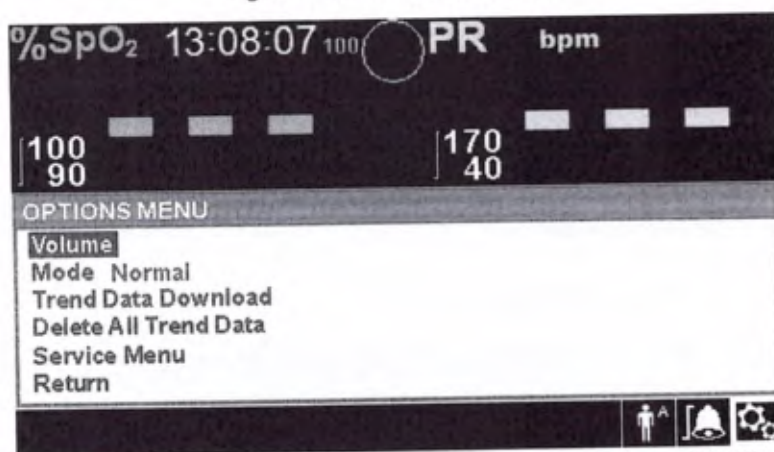 %SpO₂ 13:08:07 100 PR bpm
100 170
90 40
OPTIONS MENU
Volume
Mode Normal
Trend Data Download
Delete All Trend Data
Service Menu
Return
A